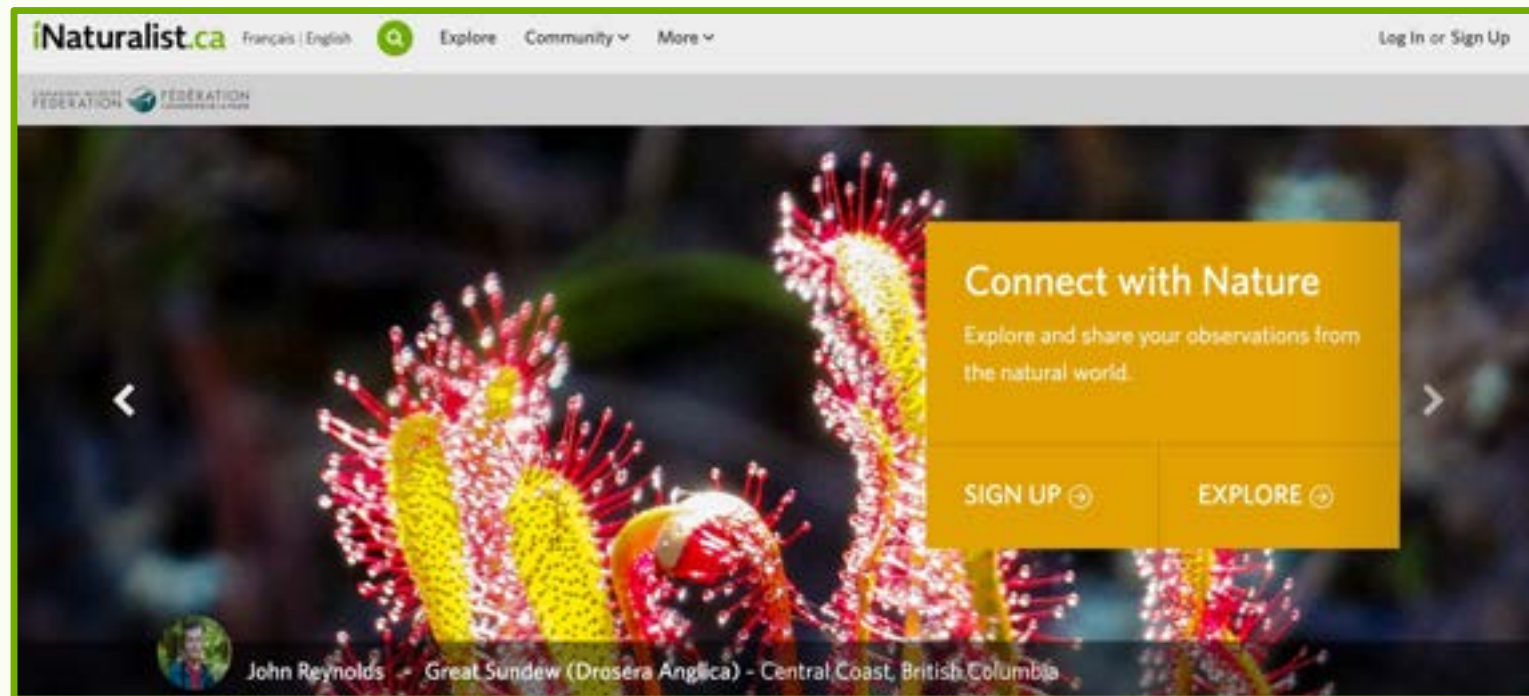 iNaturalist.ca Français | English Explore Community More Log In or Sign Up
FEDERATION FÉDÉRATION
Connect with Nature
Explore and share your observations from
the natural world.
SIGN UP EXPLORE
John Reynolds - Great Sundew (Drosera Anglica) - Central Coast, British Columbia